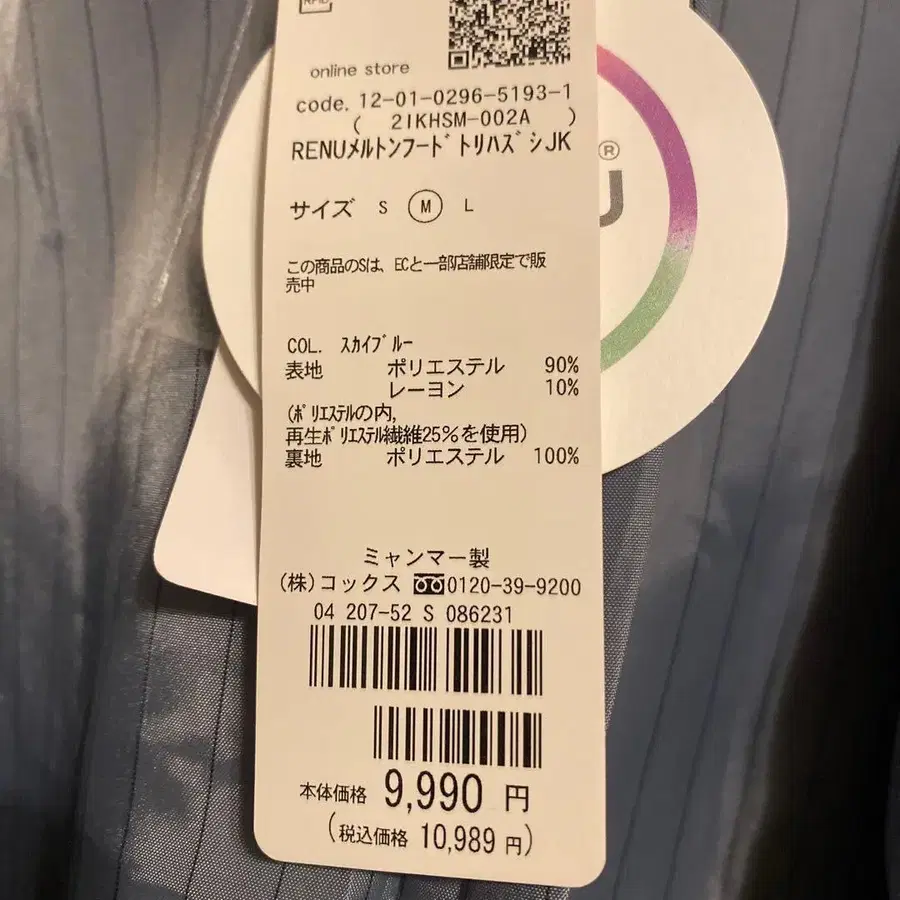 online store
code. 12-01-0296-5193-1
( 21KHSM-002A )
RENUメルトンフードトリハズシJK
®
サイズ S M L
この商品のSは、ECと一部店舗限定で販
売中
COL. スカイブルー
表地 ポリエステル 90%
レーヨン 10%
(ポリエステルの内,
再生ポリエステル繊維25%を使用)
裏地 ポリエステル 100%
ミャンマー製
(株)コックス 0120-39-9200
04 207-52 S 086231
本体価格 9,990 円
(税込価格 10,989 円)